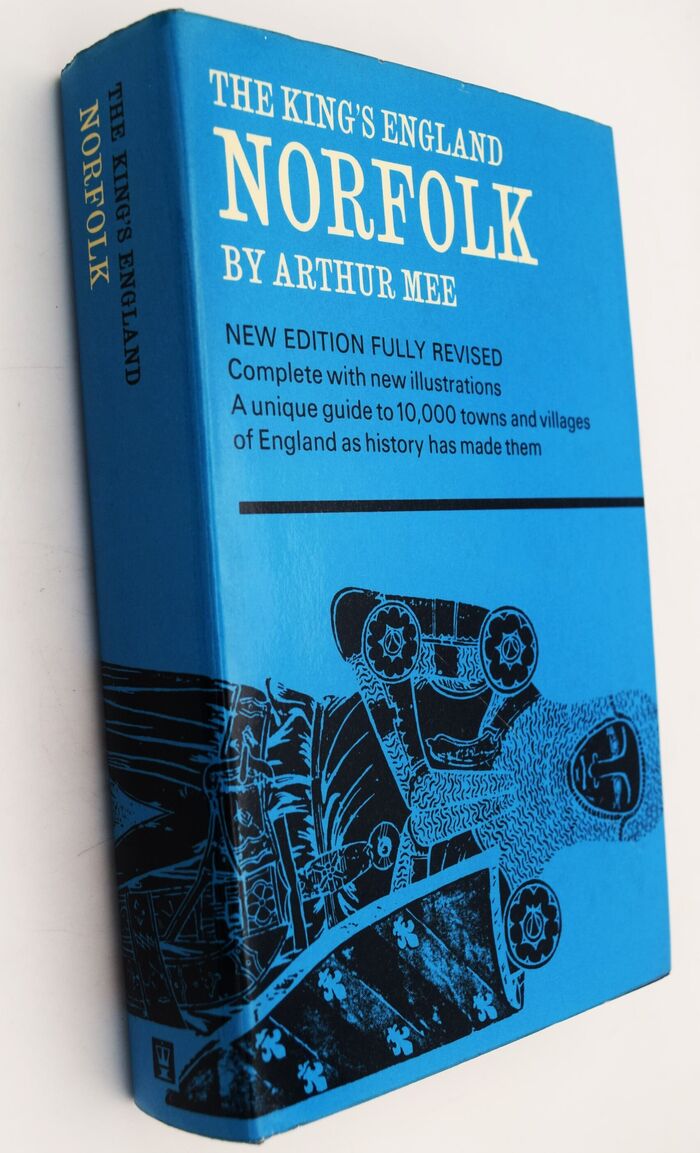 THE KING'S ENGLAND
NORFOLK
THE KING'S ENGLAND
NORFOLK
BY ARTHUR MEE
NEW EDITION FULLY REVISED
Complete with new illustrations
A unique guide to 10,000 towns and villages
of England as history has made them